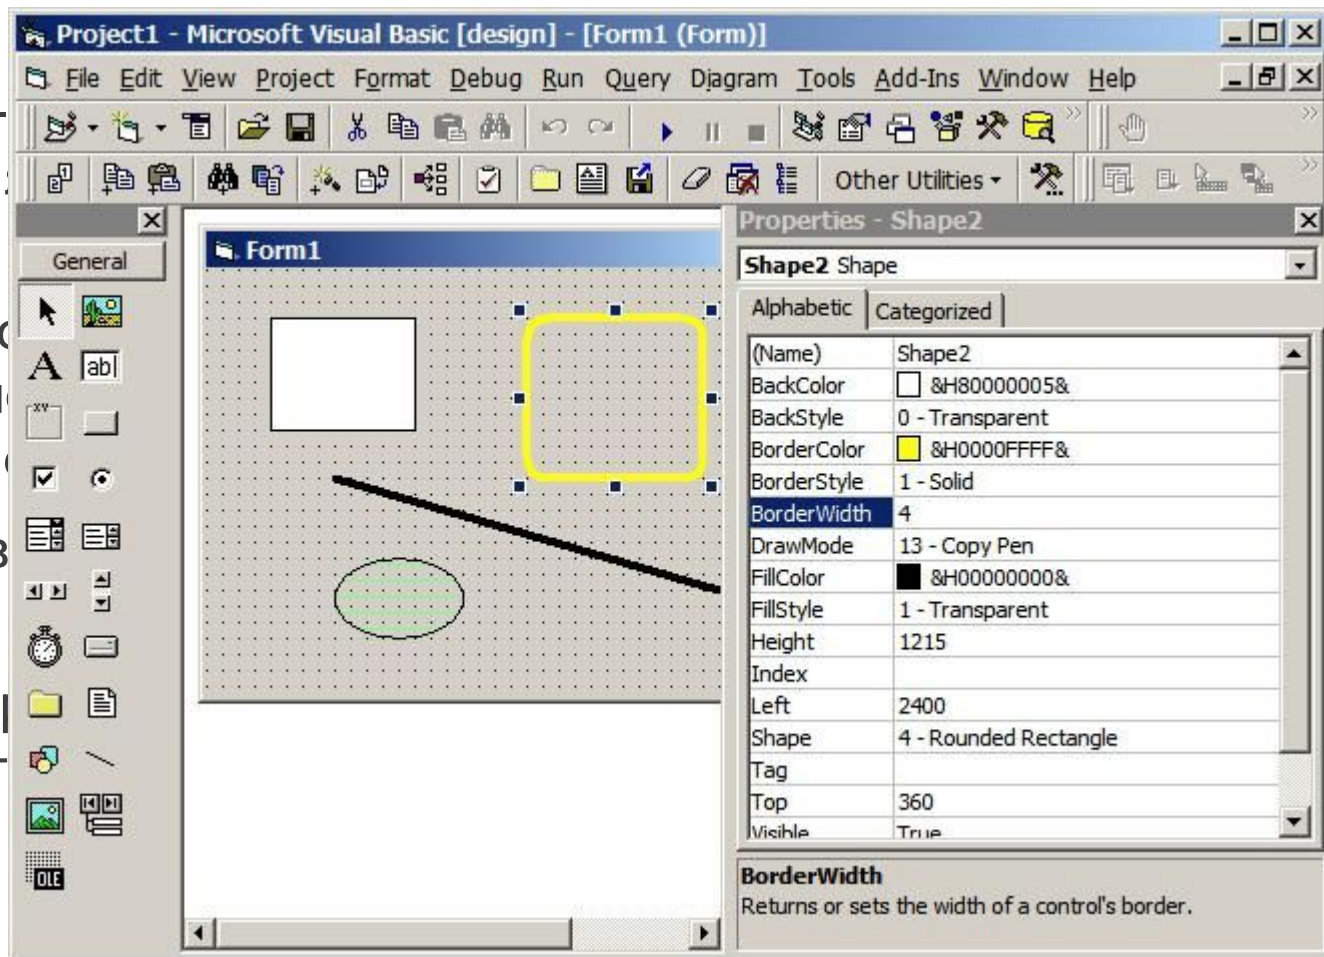 Project1 - Microsoft Visual Basic [design] - [Form1 (Form)]
File Edit View Project Format Debug Run Query Diagram Tools Add-Ins Window Help
Other Utilities
General
A
ab
XY
OLE
Form1
Properties - Shape2
Shape2 Shape
Alphabetic Categorized
(Name) Shape2
BackColor &H80000005&
BackStyle 0 - Transparent
BorderColor &H0000FFFF&
BorderStyle 1 - Solid
BorderWidth 4
DrawMode 13 - Copy Pen
FillColor &H00000000&
FillStyle 1 - Transparent
Height 1215
Index
Left 2400
Shape 4 - Rounded Rectangle
Tag
Top 360
Visible True
BorderWidth
Returns or sets the width of a control's border.